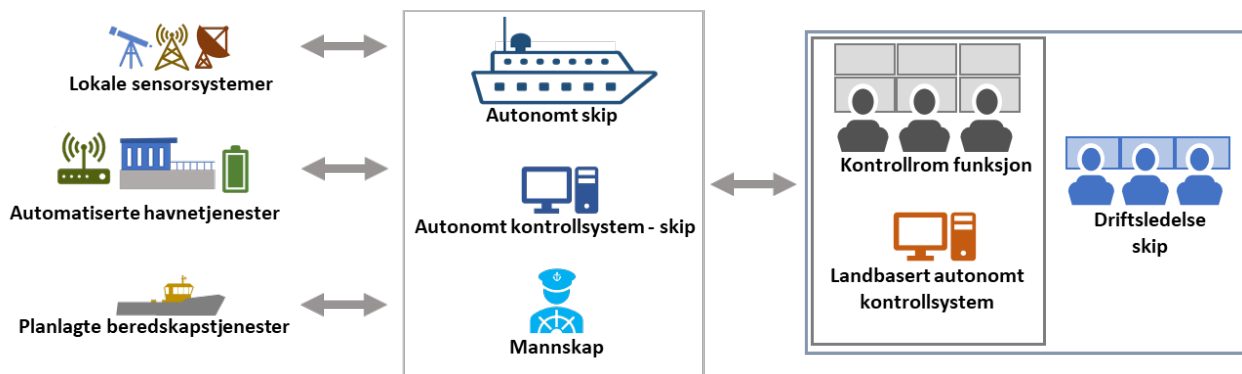 Lokale sensorsystemer
Automatiserte havnetjenester
Planlagte beredskapstjenester
Autonomt skip
Autonomt kontrollsystem - skip
Mannskap
Kontrollrom funksjon
Landbasert autonomt
kontrollsystem
Driftsledelse
skip